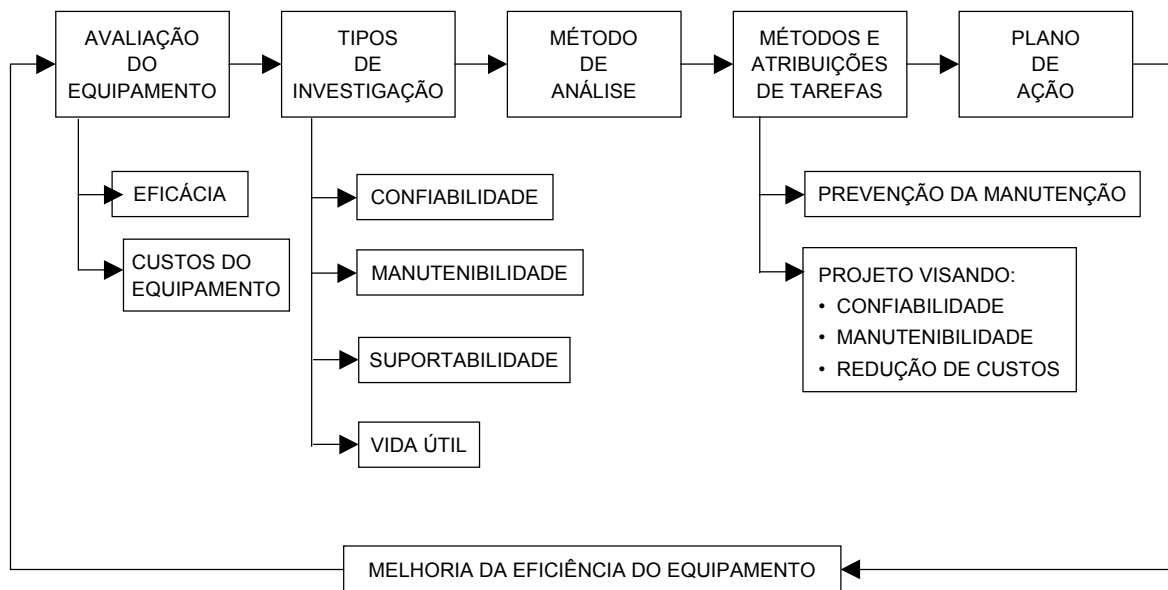 AVALIAÇÃO
DO
EQUIPAMENTO
TIPOS
DE
INVESTIGAÇÃO
MÉTODO
DE
ANÁLISE
MÉTODOS E
ATRIBUIÇÕES
DE TAREFAS
PLANO
DE
AÇÃO
EFICÁCIA
CUSTOS DO
EQUIPAMENTO
CONFIABILIDADE
MANUTENIBILIDADE
SUPORTABILIDADE
VIDA ÚTIL
PREVENÇÃO DA MANUTENÇÃO
PROJETO VISANDO:
• CONFIABILIDADE
• MANUTENIBILIDADE
• REDUÇÃO DE CUSTOS
MELHORIA DA EFICIÊNCIA DO EQUIPAMENTO